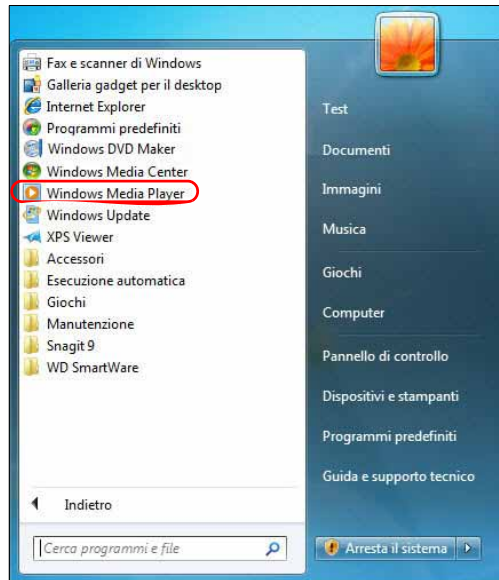 Fax e scanner di Windows
Galleria gadget per il desktop
Internet Explorer
Programmi predefiniti
Windows DVD Maker
Windows Media Center
Windows Media Player
Windows Update
XPS Viewer
Accessori
Esecuzione automatica
Giochi
Manutenzione
Snagit 9
WD SmartWare
Indietro
Cerca programmi e file
Test
Documenti
Immagini
Musica
Giochi
Computer
Pannello di controllo
Dispositivi e stampanti
Programmi predefiniti
Guida e supporto tecnico
Arresta il sistema